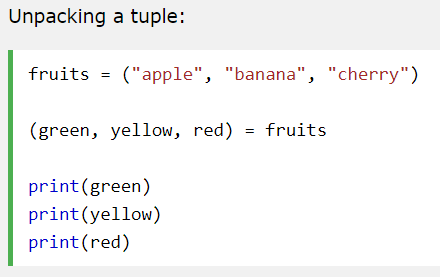 Unpacking a tuple:
fruits = ("apple", "banana", "cherry")
(green, yellow, red) = fruits
print(green)
print(yellow)
print(red)